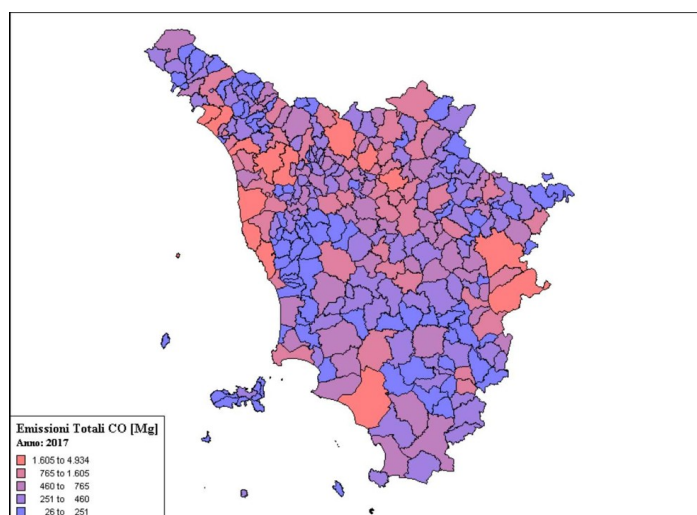 Emissioni Totali CO [Mg]
Anno: 2017
1.605 to 4.934
765 to 1.605
460 to 765
251 to 460
26 to 251